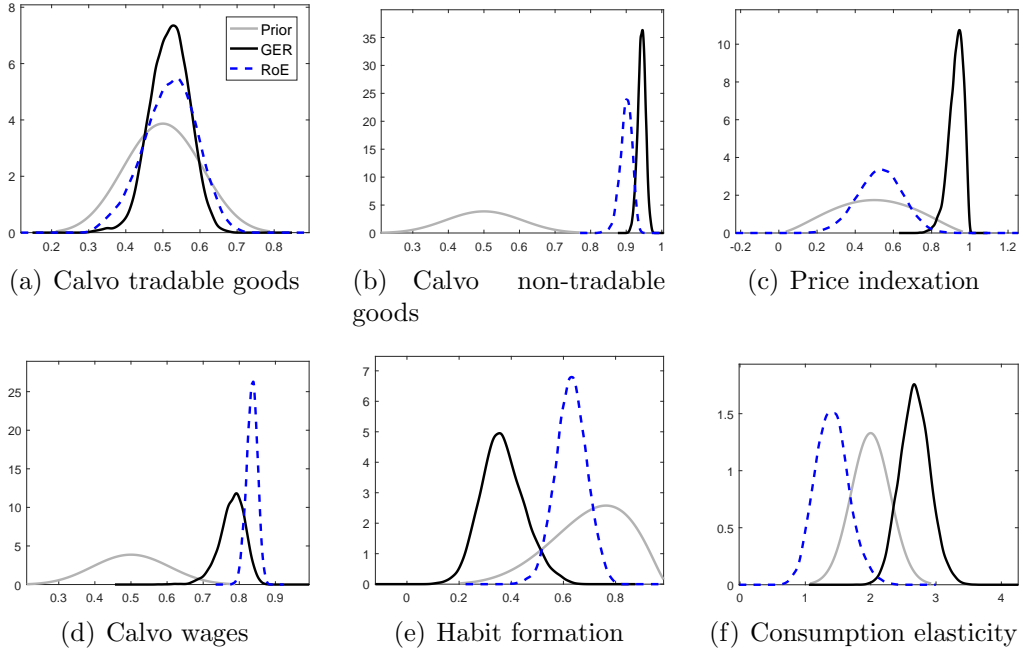 8
6
4
2
0
0.2 0.4 0.5 0.6 0.8
Prior
GER
RoE
(a) Calvo tradable goods
40
35
30
25
20
15
10
5
0
0.3 0.4 0.5 0.6 0.7 0.8 0.9 1
(b) Calvo non-tradable
goods
10
8
6
4
2
0
-0.2 0 0.2 0.4 0.6 0.8 1 1.2
(c) Price indexation
25
20
15
10
5
0
0.3 0.4 0.5 0.6 0.7 0.8 0.9
(d) Calvo wages
7
6
5
4
3
2
1
0
0 0.2 0.4 0.6 0.8
(e) Habit formation
1.5
1
0.5
0
0 1 2 3 4
(f) Consumption elasticity